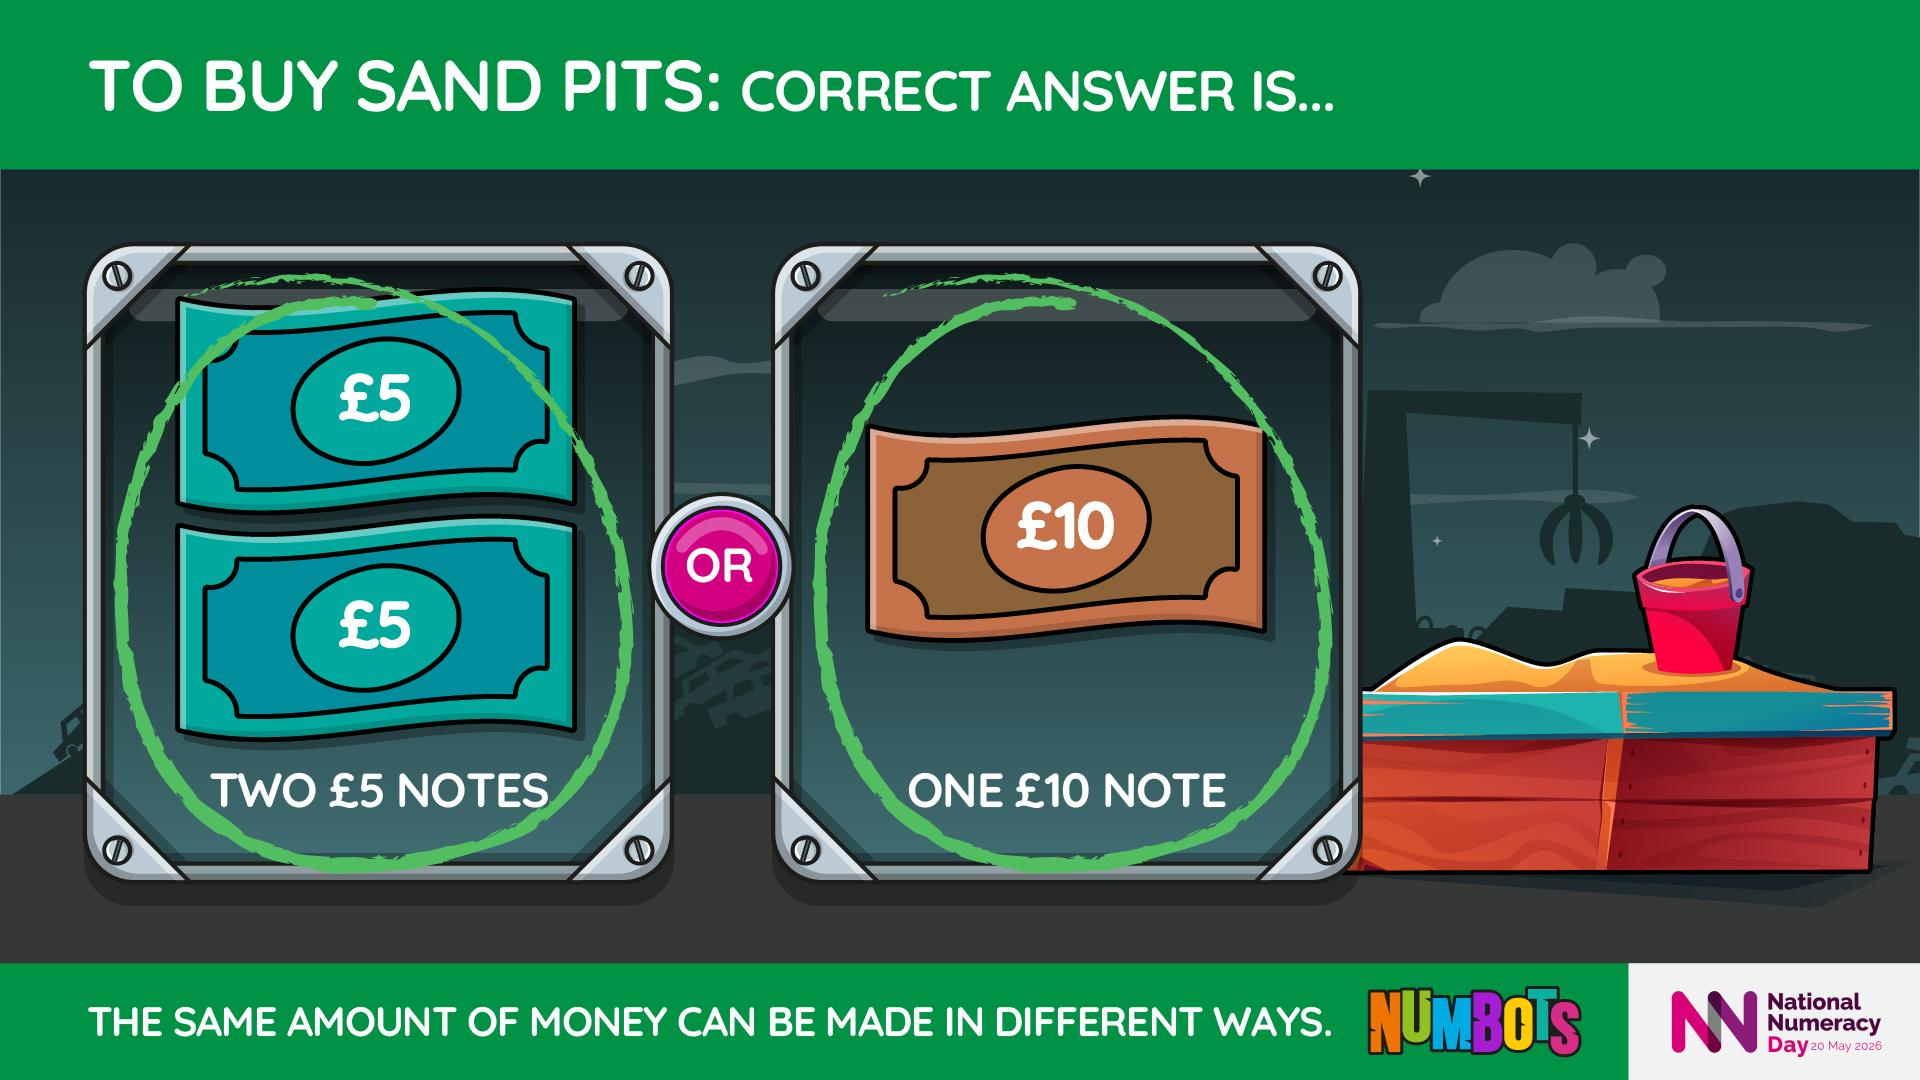 TO BUY SAND PITS: CORRECT ANSWER IS...
£5
£5
TWO £5 NOTES
OR
£10
ONE £10 NOTE
THE SAME AMOUNT OF MONEY CAN BE MADE IN DIFFERENT WAYS.
NUMBOTS
National
Numeracy
Day 20 May 2026